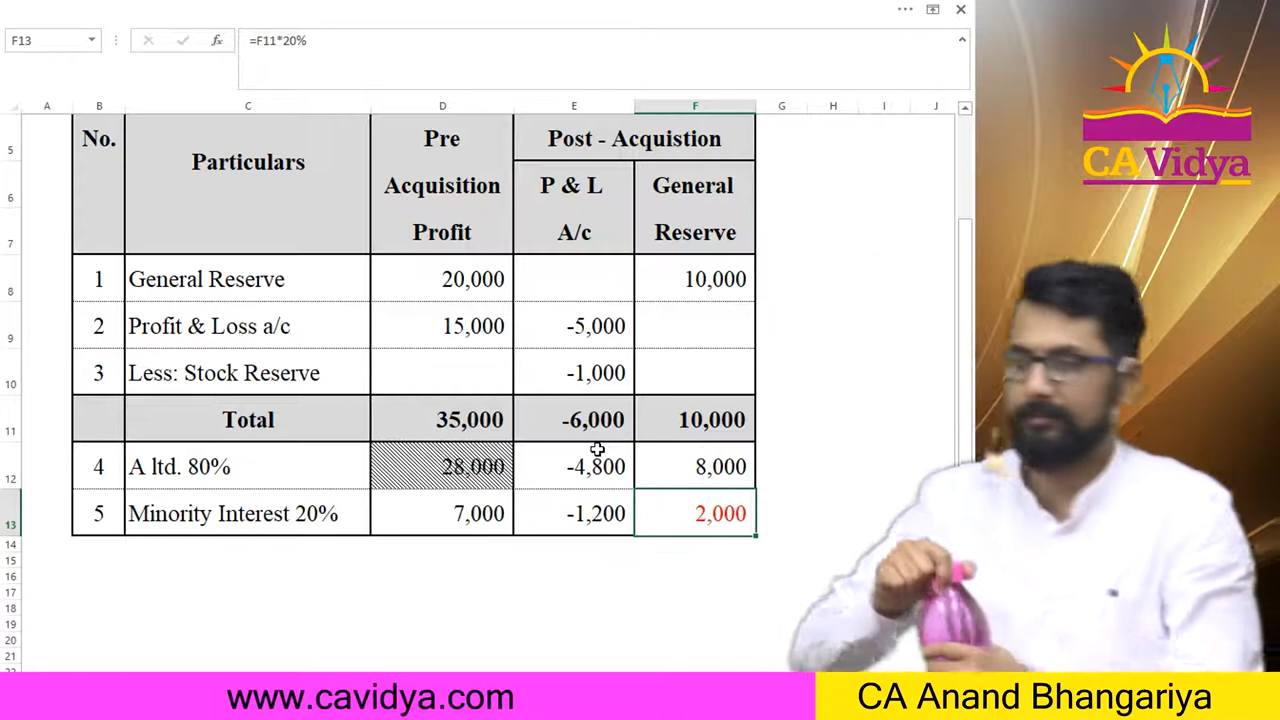 F13
fx
=F11*20%
A B C D E F G H I J
5 No. Particulars Pre Acquisition Profit Post - Acquistion
6 P & L A/c General Reserve
7
8 1 General Reserve 20,000 10,000
9 2 Profit & Loss a/c 15,000 -5,000
10 3 Less: Stock Reserve -1,000
11 Total 35,000 -6,000 10,000
12 4 A ltd. 80% 28,000 -4,800 8,000
13 5 Minority Interest 20% 7,000 -1,200 2,000
14
15
16
17
18
19
20
21
CA Vidya
www.cavidya.com
CA Anand Bhangariya